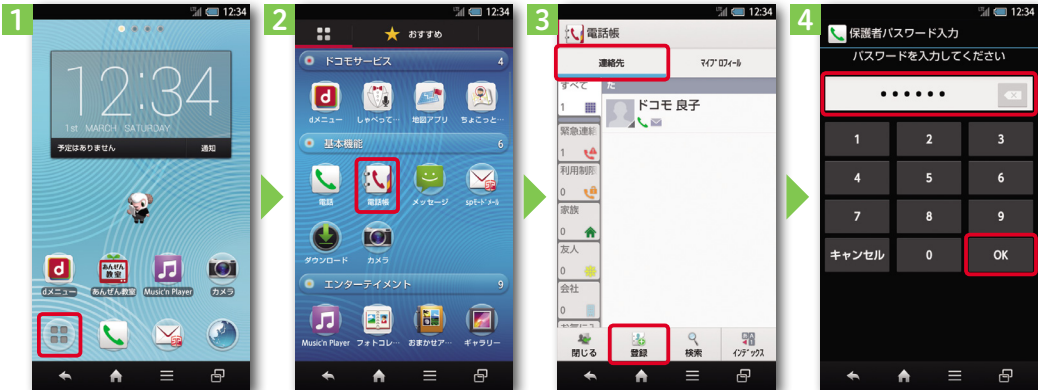 1
12:34
12:34
1st MARCH SATURDAY
予定はありません
通知
dメニュー
あんぜん
教室
あんぜん教室
Music'n Player
カメラ
2
12:34
おすすめ
ドコモサービス
4
dメニュー
しゃべって…
地図アプリ
ちょこっと…
基本機能
6
電話
電話帳
メッセージ
spモードメール
ダウンロード
カメラ
エンターテイメント
9
Music'n Player
フォトコレ…
おまかせア…
ギャラリー
3
12:34
電話帳
連絡先
マイプロフィール
すべて
1
た
ドコモ 良子
緊急連絡
1
利用制限
0
家族
0
友人
0
会社
0
お気に入
閉じる
登録
検索
インデックス
4
12:34
保護者パスワード入力
パスワードを入力してください
••••••
1
2
3
4
5
6
7
8
9
キャンセル
0
OK